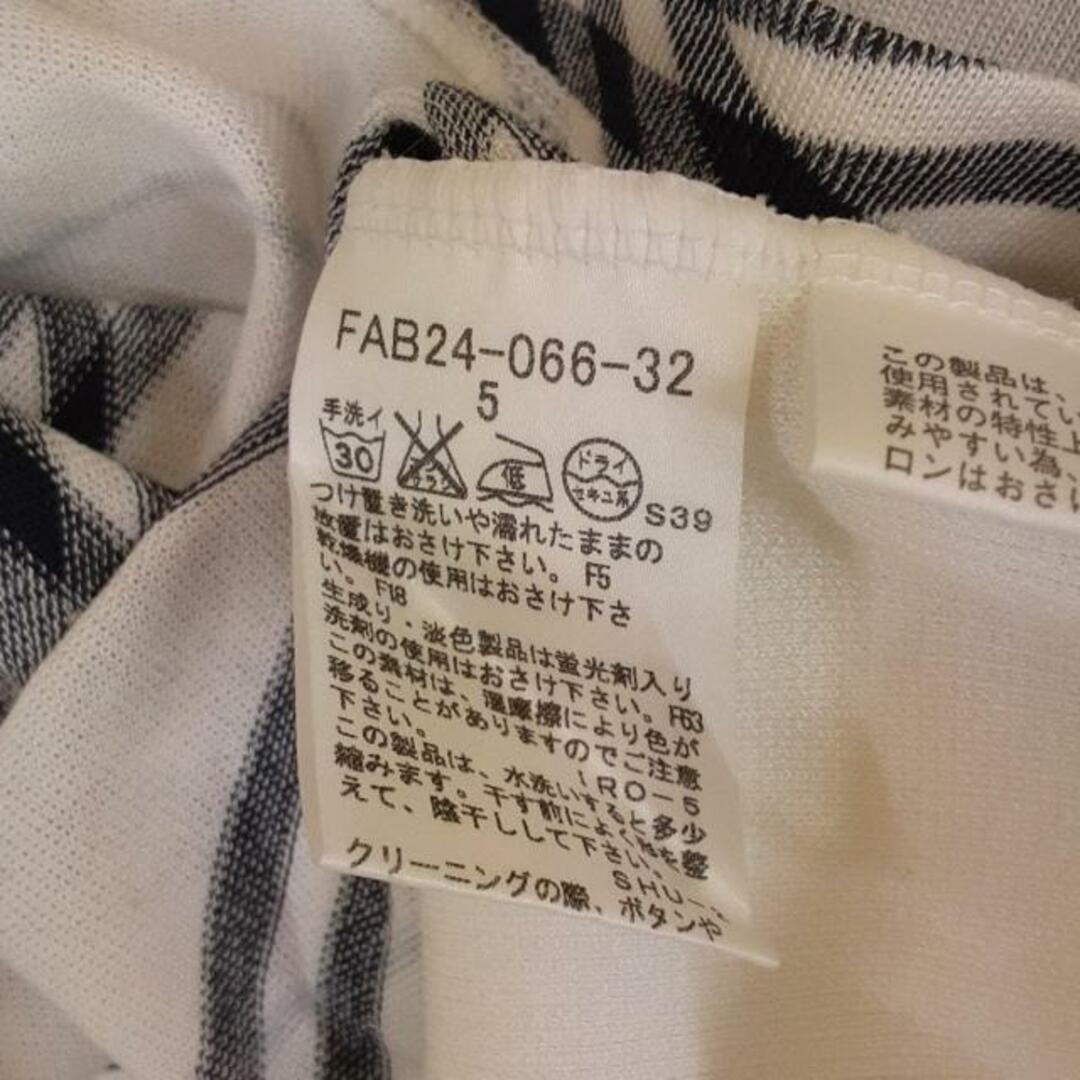 FAB24-066-32
5
手洗イ
30
低
ドライ
セキユ系
S39
つけ置き洗いや濡れたままの
放置はおさけ下さい。F5
乾燥機の使用はおさけ下さ
い。F18
生成り・淡色製品は蛍光剤入り
洗剤の使用はおさけ下さい。F63
この素材は、湿摩擦により色が
移ることがありますのでご注意
下さい。
IRO-5
この製品は、水洗いすると多少
縮みます。干す前によく形を整
えて、陰干しして下さい。
SHU-
クリーニングの際、ボタンや
この製品は、
使用されてい
素材の特性上
みやすい為、
ロンはおさけ